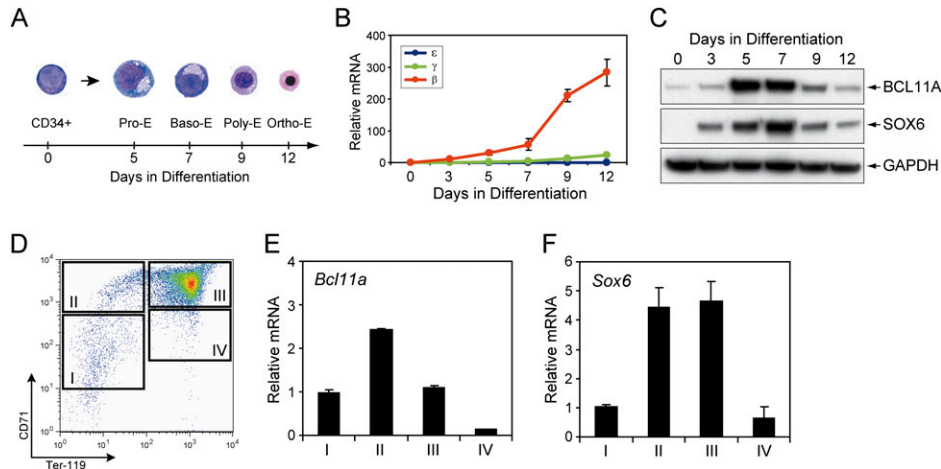 A
CD34+ Pro-E Baso-E Poly-E Ortho-E
0 5 7 9 12
Days in Differentiation
B
Relative mRNA
400
300
200
100
0
ε
γ
β
0 3 5 7 9 12
Days in Differentiation
C
Days in Differentiation
0 3 5 7 9 12
BCL11A
SOX6
GAPDH
D
10⁴
10³
10²
10¹
10⁰
II III
IV
I
10⁰ 10¹ 10² 10³ 10⁴
CD71
Ter-119
E
Bcl11a
Relative mRNA
4
3
2
1
0
I II III IV
F
Sox6
Relative mRNA
6
5
4
3
2
1
0
I II III IV